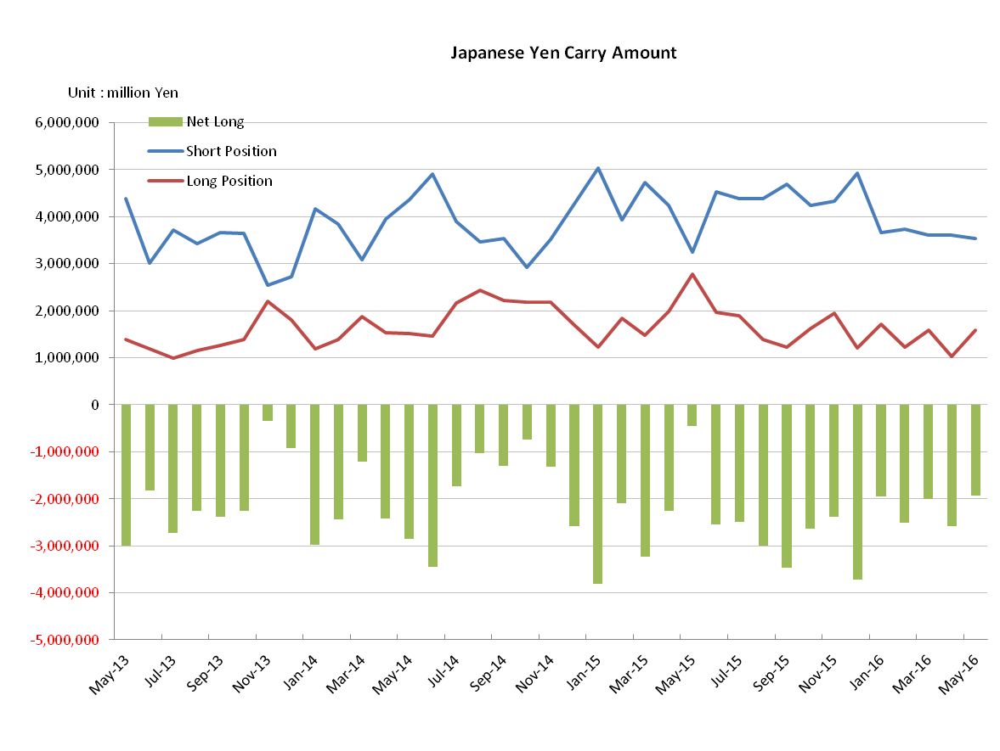 Japanese Yen Carry Amount
Unit : million Yen
Net Long
Short Position
Long Position
6,000,000
5,000,000
4,000,000
3,000,000
2,000,000
1,000,000
0
-1,000,000
-2,000,000
-3,000,000
-4,000,000
-5,000,000
May-13
Jul-13
Sep-13
Nov-13
Jan-14
Mar-14
May-14
Jul-14
Sep-14
Nov-14
Jan-15
Mar-15
May-15
Jul-15
Sep-15
Nov-15
Jan-16
Mar-16
May-16